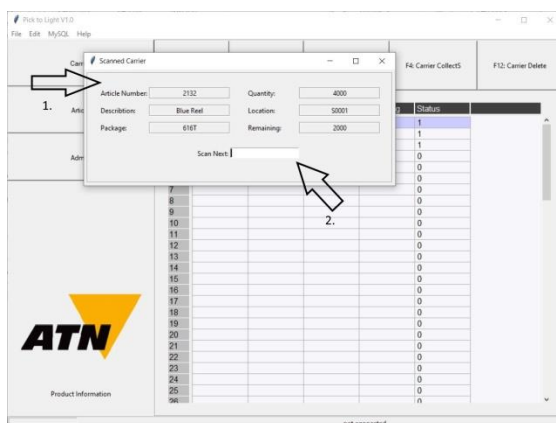 Pick to Light V1.0
File Edit MySQL Help
Scanned Carrier
F4: Carrier CollectS
F12: Carrier Delete
Article Number: 2132 Quantity: 4000
Describtion: Blue Reel Location: S0001
Package: 616T Remaining: 2000
Scan Next:
1.
2.
Status
1
1
1
0
0
0
7 0
8 0
9 0
10 0
11 0
12 0
13 0
14 0
15 0
16 0
17 0
18 0
19 0
20 0
21 0
22 0
23 0
24 0
25 0
26 0
ATN
Product Information